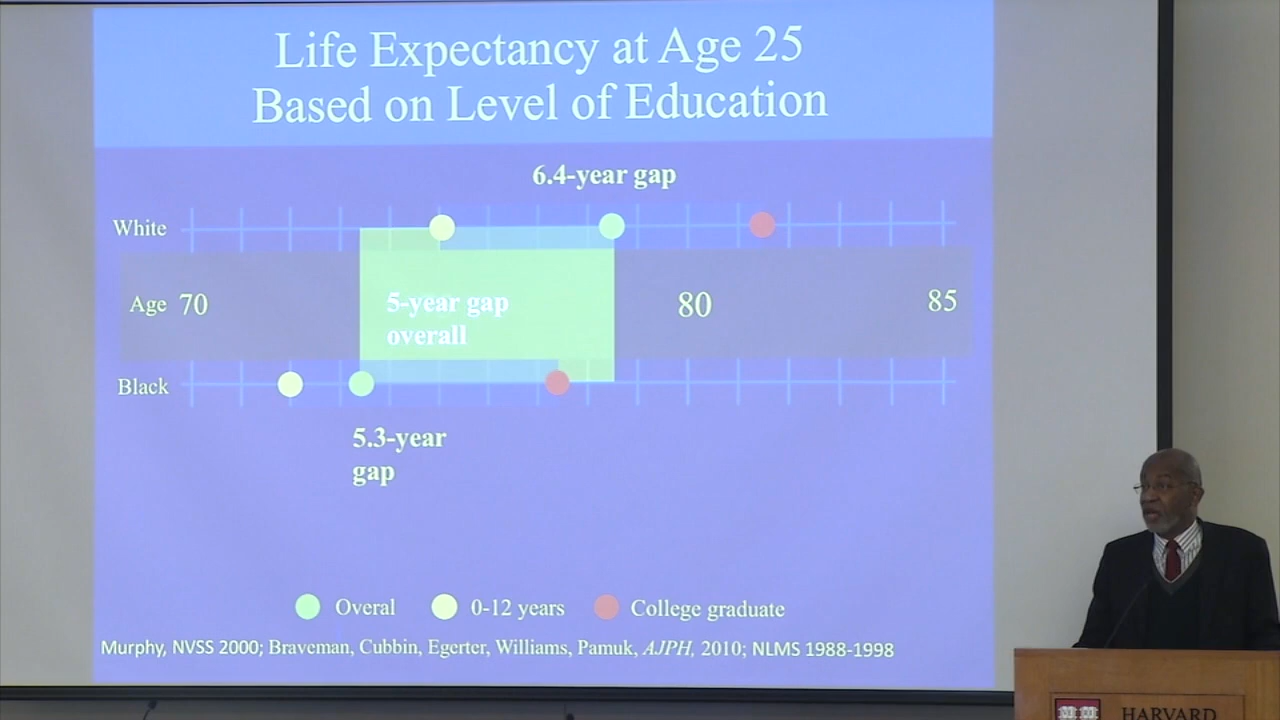 Life Expectancy at Age 25
Based on Level of Education
6.4-year gap
White
Age 70
5-year gap
overall
80
85
Black
5.3-year
gap
Overal
0-12 years
College graduate
Murphy, NVSS 2000; Braveman, Cubbin, Egerter, Williams, Pamuk, AJPH, 2010; NLMS 1988-1998
HARVARD